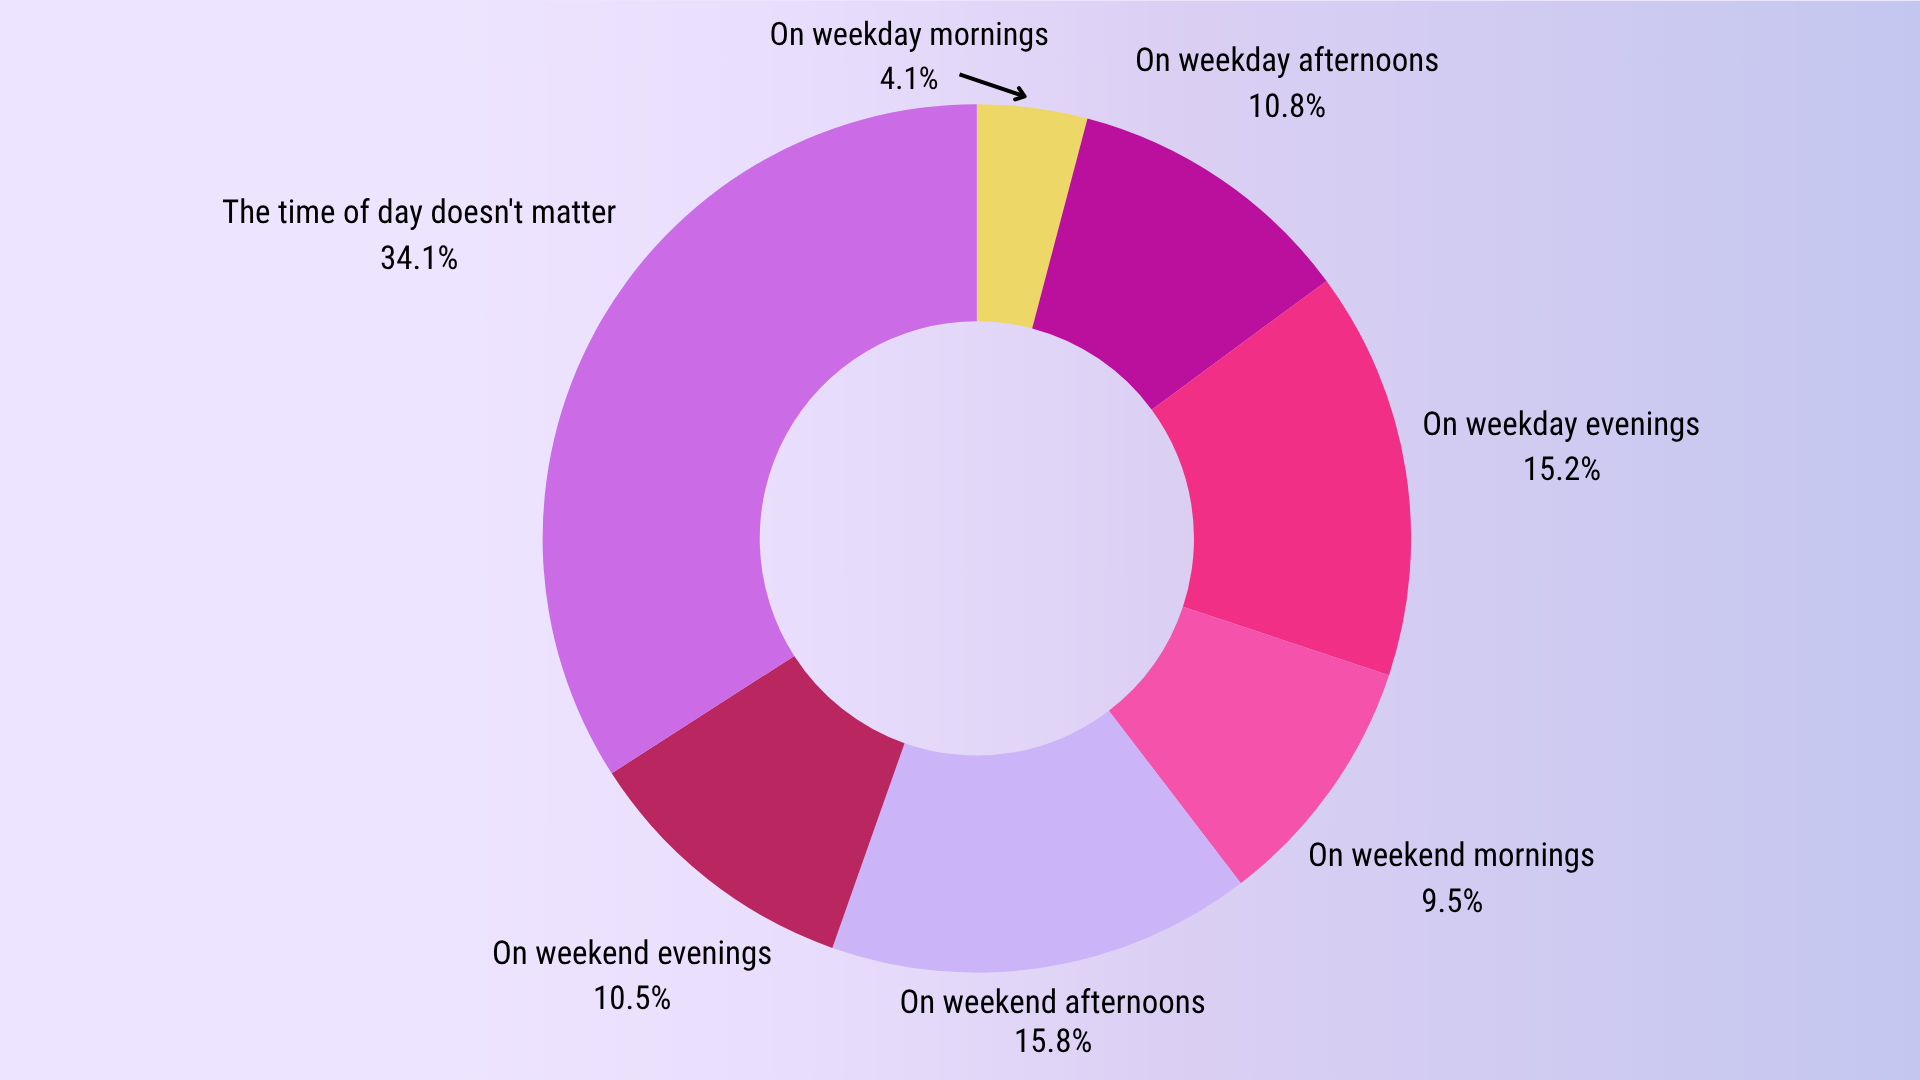 On weekday mornings
4.1%
On weekday afternoons
10.8%
The time of day doesn't matter
34.1%
On weekday evenings
15.2%
On weekend mornings
9.5%
On weekend evenings
10.5%
On weekend afternoons
15.8%